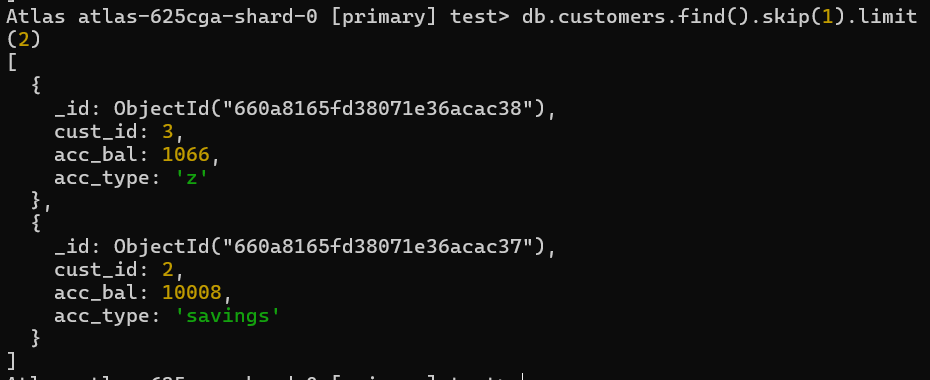 Atlas atlas-625cga-shard-0 [primary] test> db.customers.find().skip(1).limit
(2)
[
  {
    _id: ObjectId("660a8165fd38071e36acac38"),
    cust_id: 3,
    acc_bal: 1066,
    acc_type: 'z'
  },
  {
    _id: ObjectId("660a8165fd38071e36acac37"),
    cust_id: 2,
    acc_bal: 10008,
    acc_type: 'savings'
  }
]